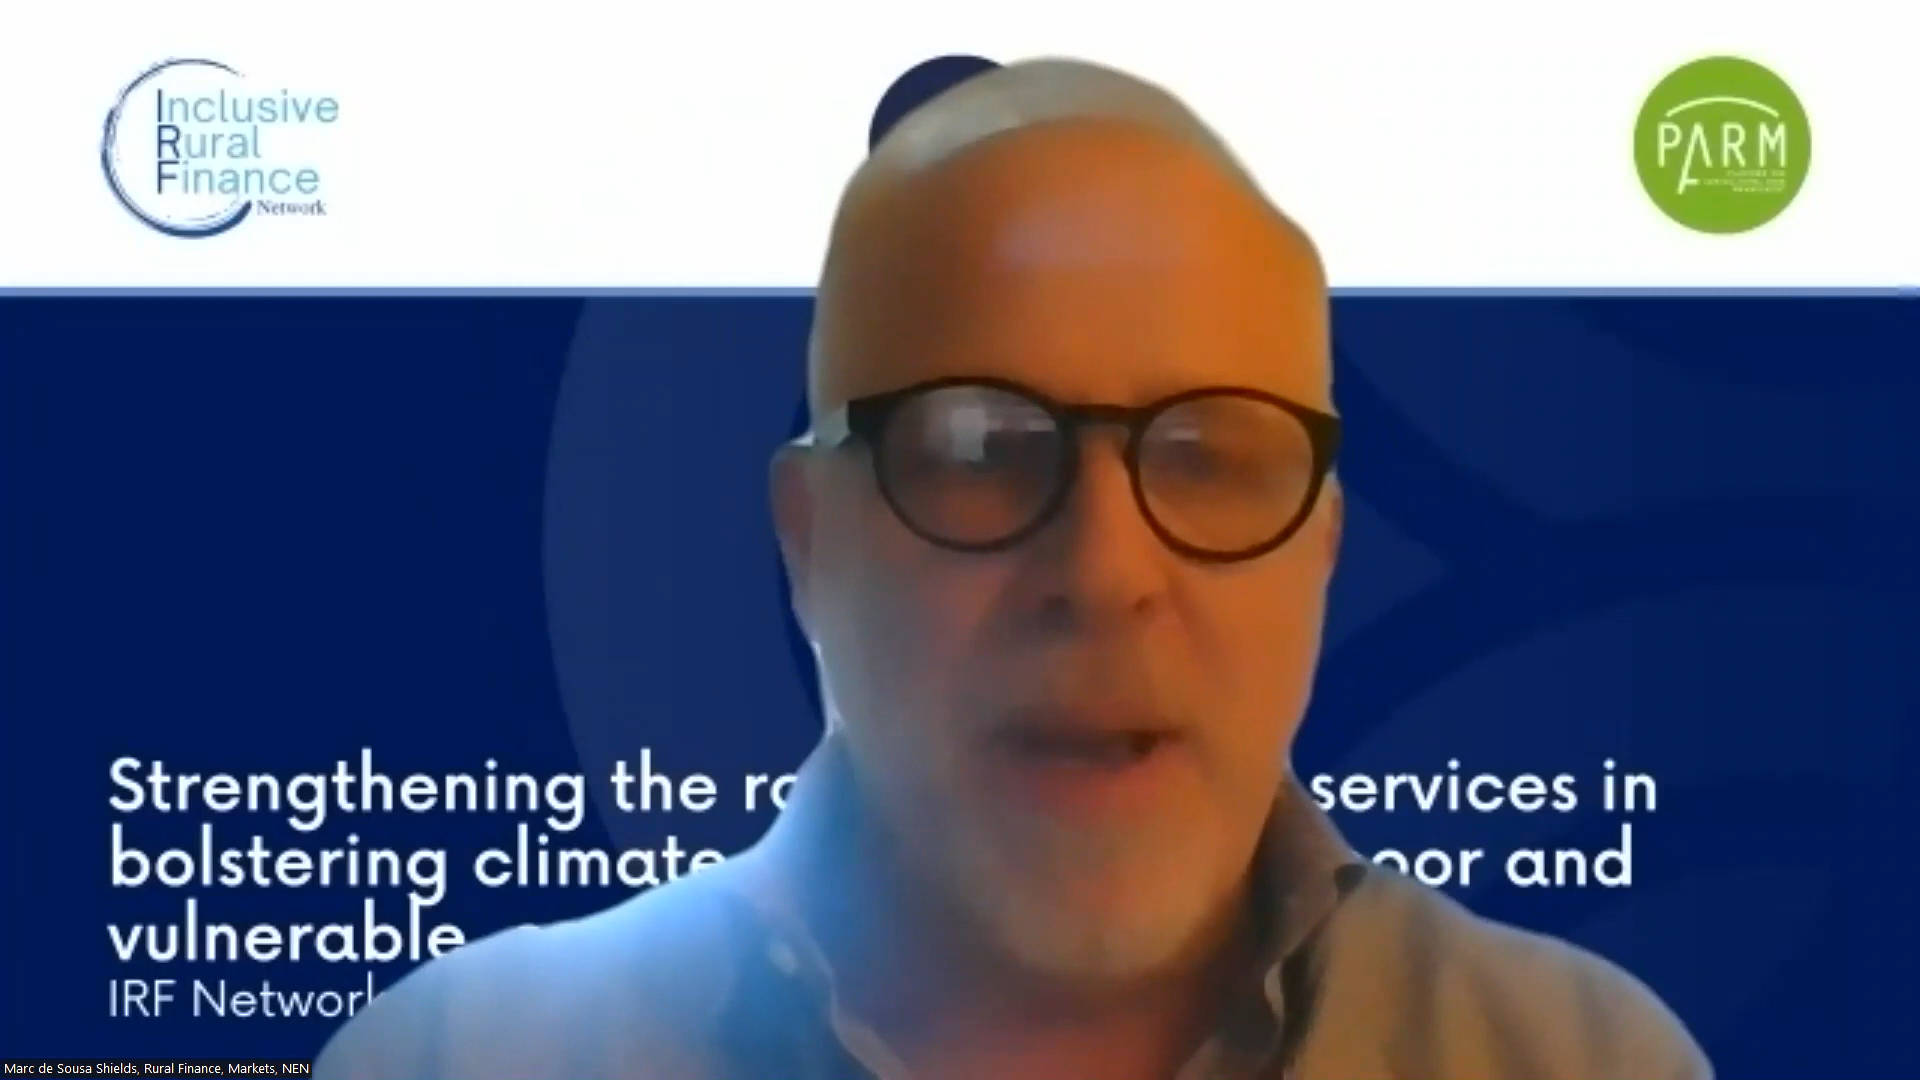 Inclusive
Rural
Finance
Network
PARM
Strengthening the ro services in
bolstering climate oor and
vulnerable
IRF Network
Marc de Sousa Shields, Rural Finance, Markets, NEN